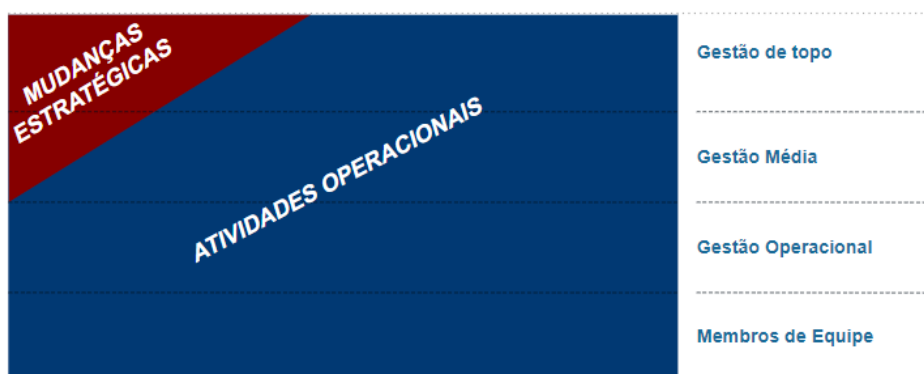 MUDANÇAS
ESTRATÉGICAS
ATIVIDADES OPERACIONAIS
Gestão de topo
Gestão Média
Gestão Operacional
Membros de Equipe